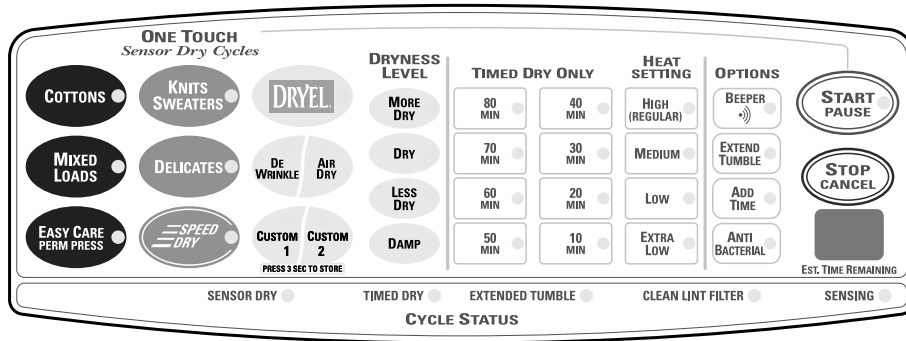 ONE TOUCH
Sensor Dry Cycles
COTTONS
KNITS
SWEATERS
DRYEL
MIXED
LOADS
DELICATES
DE
WRINKLE
AIR
DRY
EASY CARE
PERM PRESS
SPEED
DRY
CUSTOM
1
CUSTOM
2
PRESS 3 SEC TO STORE
DRYNESS
LEVEL
MORE
DRY
DRY
LESS
DRY
DAMP
TIMED DRY ONLY
80
MIN
40
MIN
70
MIN
30
MIN
60
MIN
20
MIN
50
MIN
10
MIN
HEAT
SETTING
HIGH
(REGULAR)
MEDIUM
LOW
EXTRA
LOW
OPTIONS
BEEPER
EXTEND
TUMBLE
ADD
TIME
ANTI
BACTERIAL
START
PAUSE
STOP
CANCEL
EST. TIME REMAINING
SENSOR DRY
TIMED DRY
EXTENDED TUMBLE
CLEAN LINT FILTER
SENSING
CYCLE STATUS